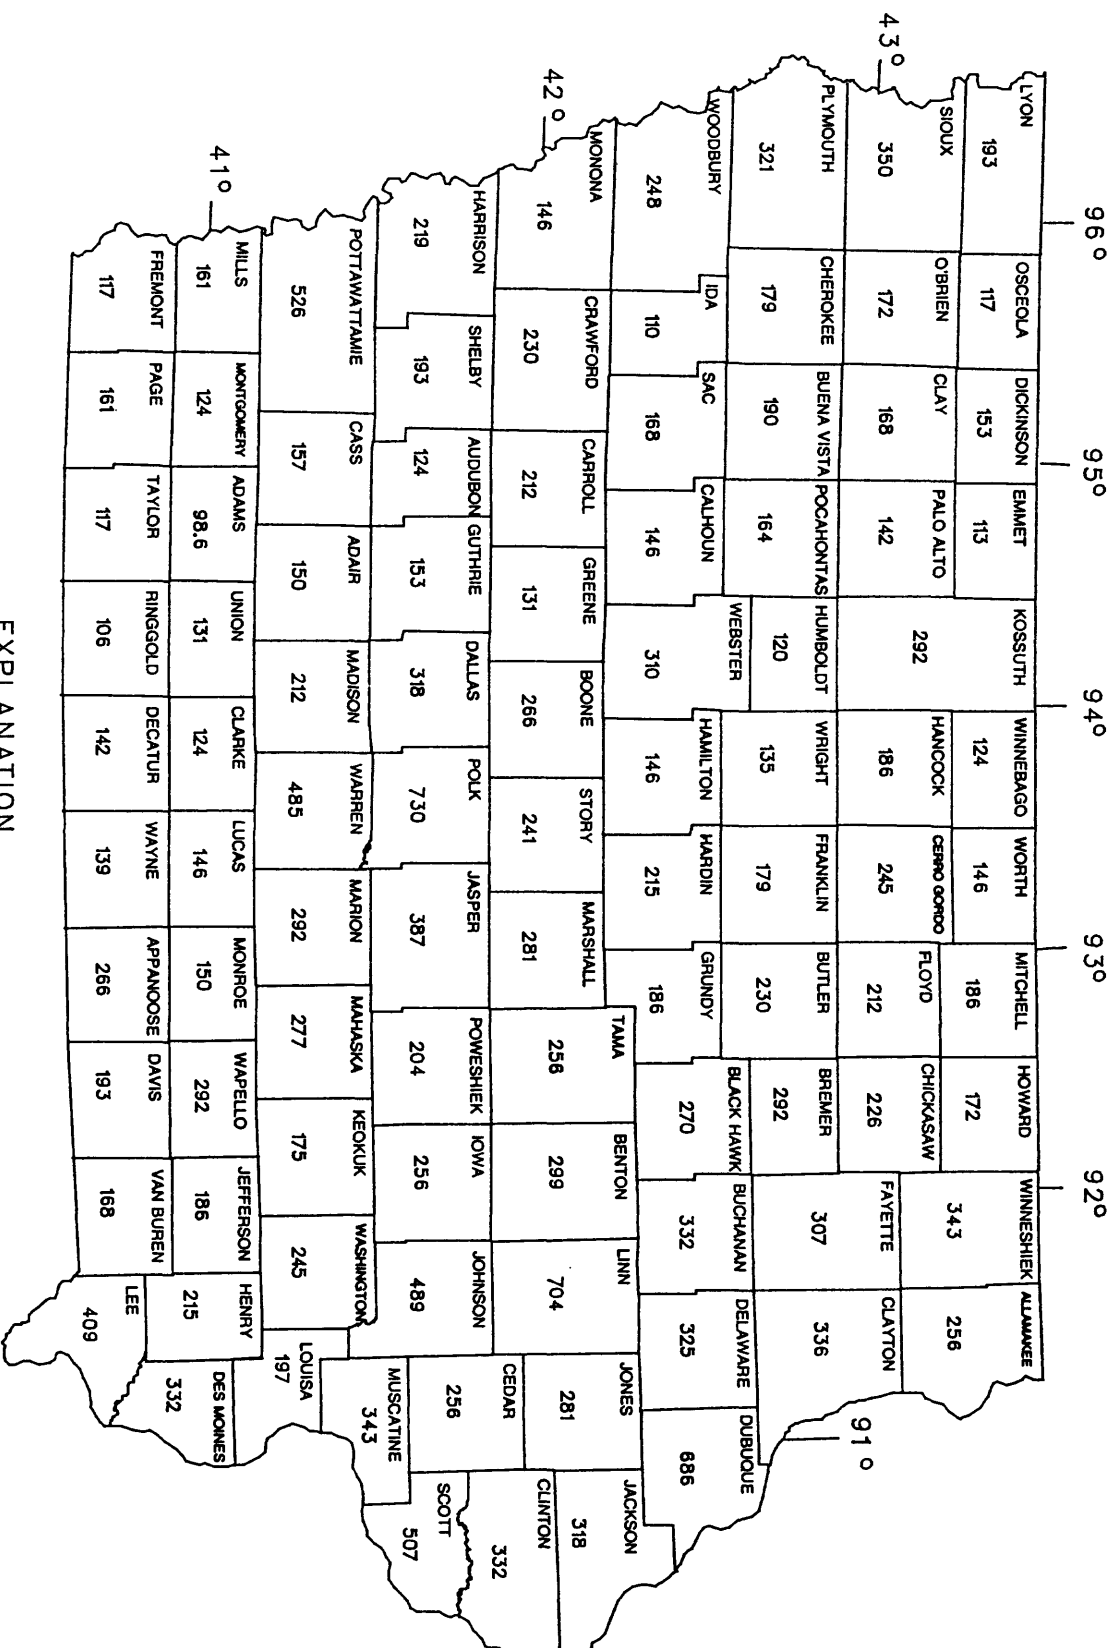 96° 95° 94° 93° 92°
43°
91°
42°
41°
LYON
193
OSCEOLA
117
DICKINSON
153
EMMET
113
KOSSUTH
292
WINNEBAGO
124
WORTH
146
MITCHELL
186
HOWARD
172
WINNESHIEK
343
ALLAMAKEE
256
SIOUX
350
O'BRIEN
172
CLAY
168
PALO ALTO
142
HANCOCK
186
CERRO GORDO
245
FLOYD
212
CHICKASAW
226
FAYETTE
307
CLAYTON
336
PLYMOUTH
321
CHEROKEE
179
BUENA VISTA
190
POCAHONTAS
164
HUMBOLDT
120
WRIGHT
135
FRANKLIN
179
BUTLER
230
BREMER
292
WOODBURY
248
IDA
110
SAC
168
CALHOUN
146
WEBSTER
310
HAMILTON
146
HARDIN
215
GRUNDY
186
BLACK HAWK
270
BUCHANAN
332
DELAWARE
325
DUBUQUE
686
MONONA
146
CRAWFORD
230
CARROLL
212
GREENE
131
BOONE
266
STORY
241
MARSHALL
281
TAMA
256
BENTON
299
LINN
704
JONES
281
JACKSON
318
HARRISON
219
SHELBY
193
AUDUBON
124
GUTHRIE
153
DALLAS
318
POLK
730
JASPER
387
POWESHIEK
204
IOWA
256
JOHNSON
489
CEDAR
256
CLINTON
332
SCOTT
507
MUSCATINE
343
POTTAWATTAMIE
526
CASS
157
ADAIR
150
MADISON
212
WARREN
485
MARION
292
MAHASKA
277
KEOKUK
175
WASHINGTON
245
LOUISA
197
MILLS
161
MONTGOMERY
124
ADAMS
98.6
UNION
131
CLARKE
124
LUCAS
146
MONROE
150
WAPELLO
292
JEFFERSON
186
HENRY
215
DES MOINES
332
FREMONT
117
PAGE
161
TAYLOR
117
RINGGOLD
106
DECATUR
142
WAYNE
139
APPANOOSE
266
DAVIS
193
VAN BUREN
168
LEE
409
EXPLANATION